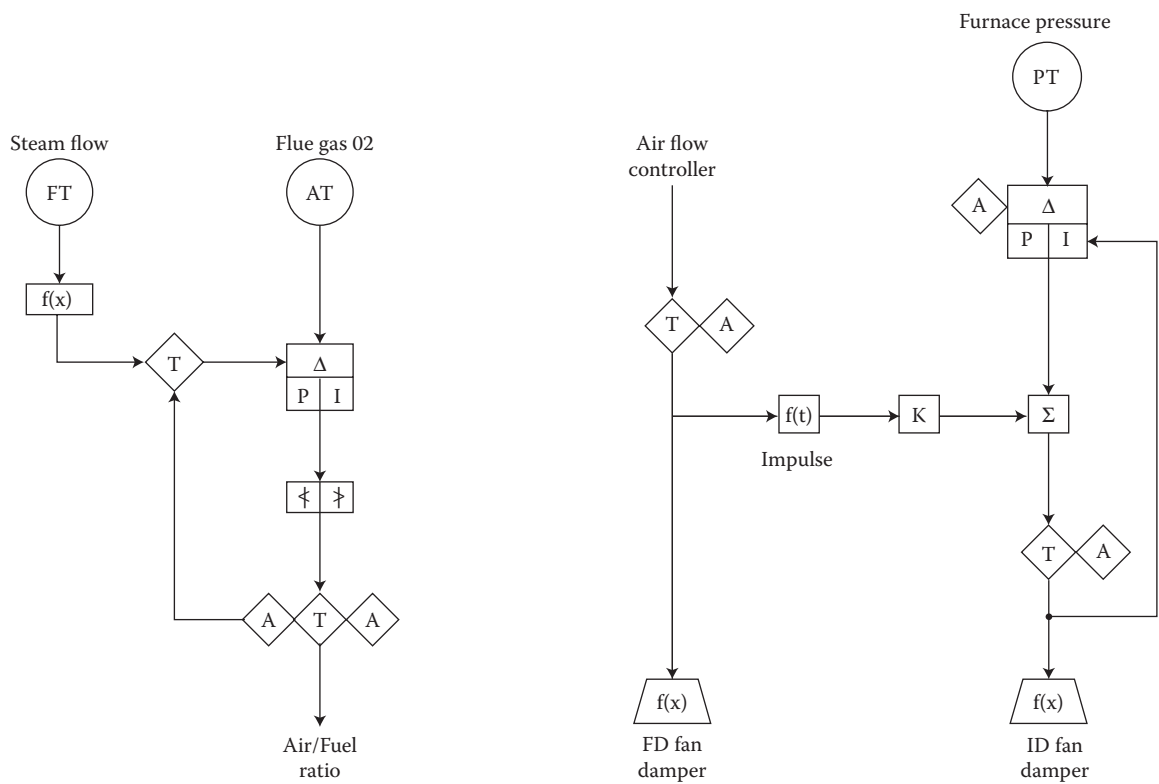 Furnace pressure
PT
Steam flow
Flue gas 02
Air flow
controller
FT
AT
A
Δ
P I
f(x)
T
A
T
Δ
P I
f(t)
K
Σ
Impulse
≮ ≯
T
A
A
T
A
f(x)
f(x)
Air/Fuel
ratio
FD fan
damper
ID fan
damper